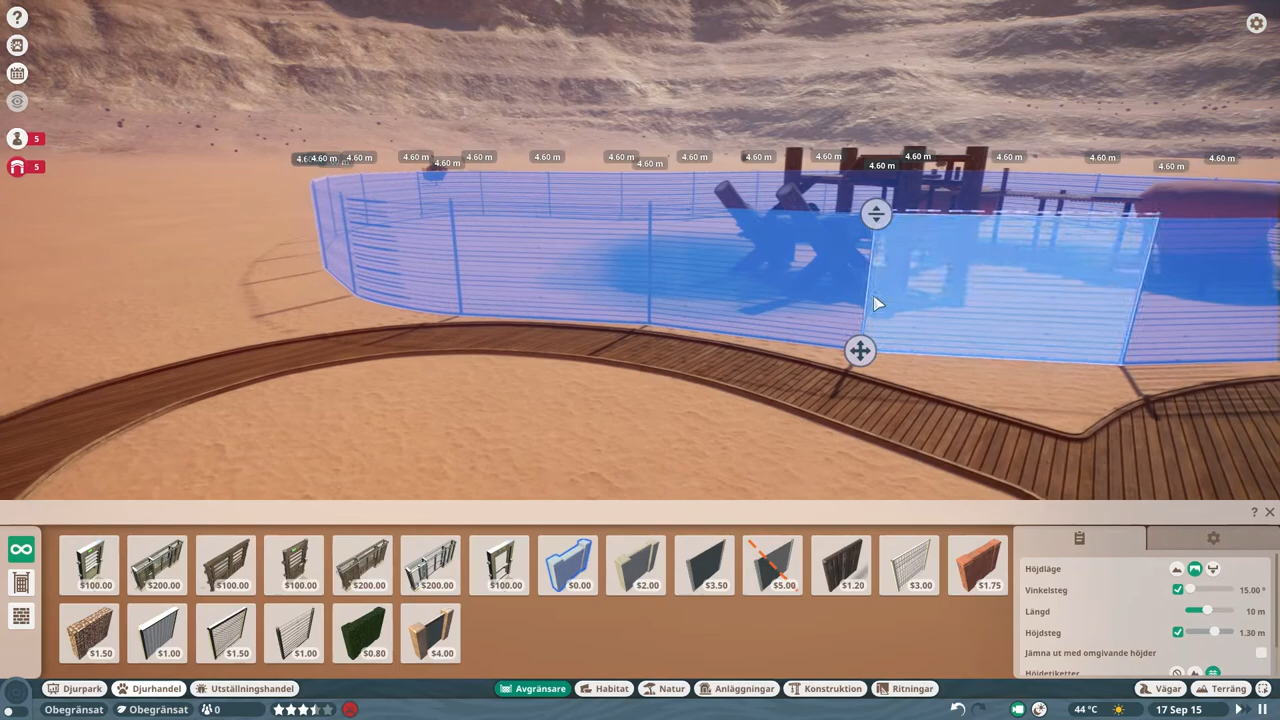 ?
5
5
4.60 m 4.60 m 4.60 m 4.60 m 4.60 m 4.60 m 4.60 m 4.60 m 4.60 m 4.60 m 4.60 m 4.60 m 4.60 m 4.60 m 4.60 m 4.60 m 4.60 m
?
$100.00 $200.00 $100.00 $100.00 $200.00 $200.00 $100.00 $0.00 $2.00 $3.50 $5.00 $1.20 $3.00 $1.75
$1.50 $1.00 $1.50 $1.00 $0.80 $4.00
Höjdläge
Vinkelsteg 15.00 °
Längd 10 m
Höjdsteg 1.30 m
Jämna ut med omgivande höjder
Höjdetiketter
Djurpark Djurhandel Utställningshandel Avgränsare Habitat Natur Anläggningar Konstruktion Ritningar Vägar Terräng
Obegränsat Obegränsat 0 44 °C 17 Sep 15